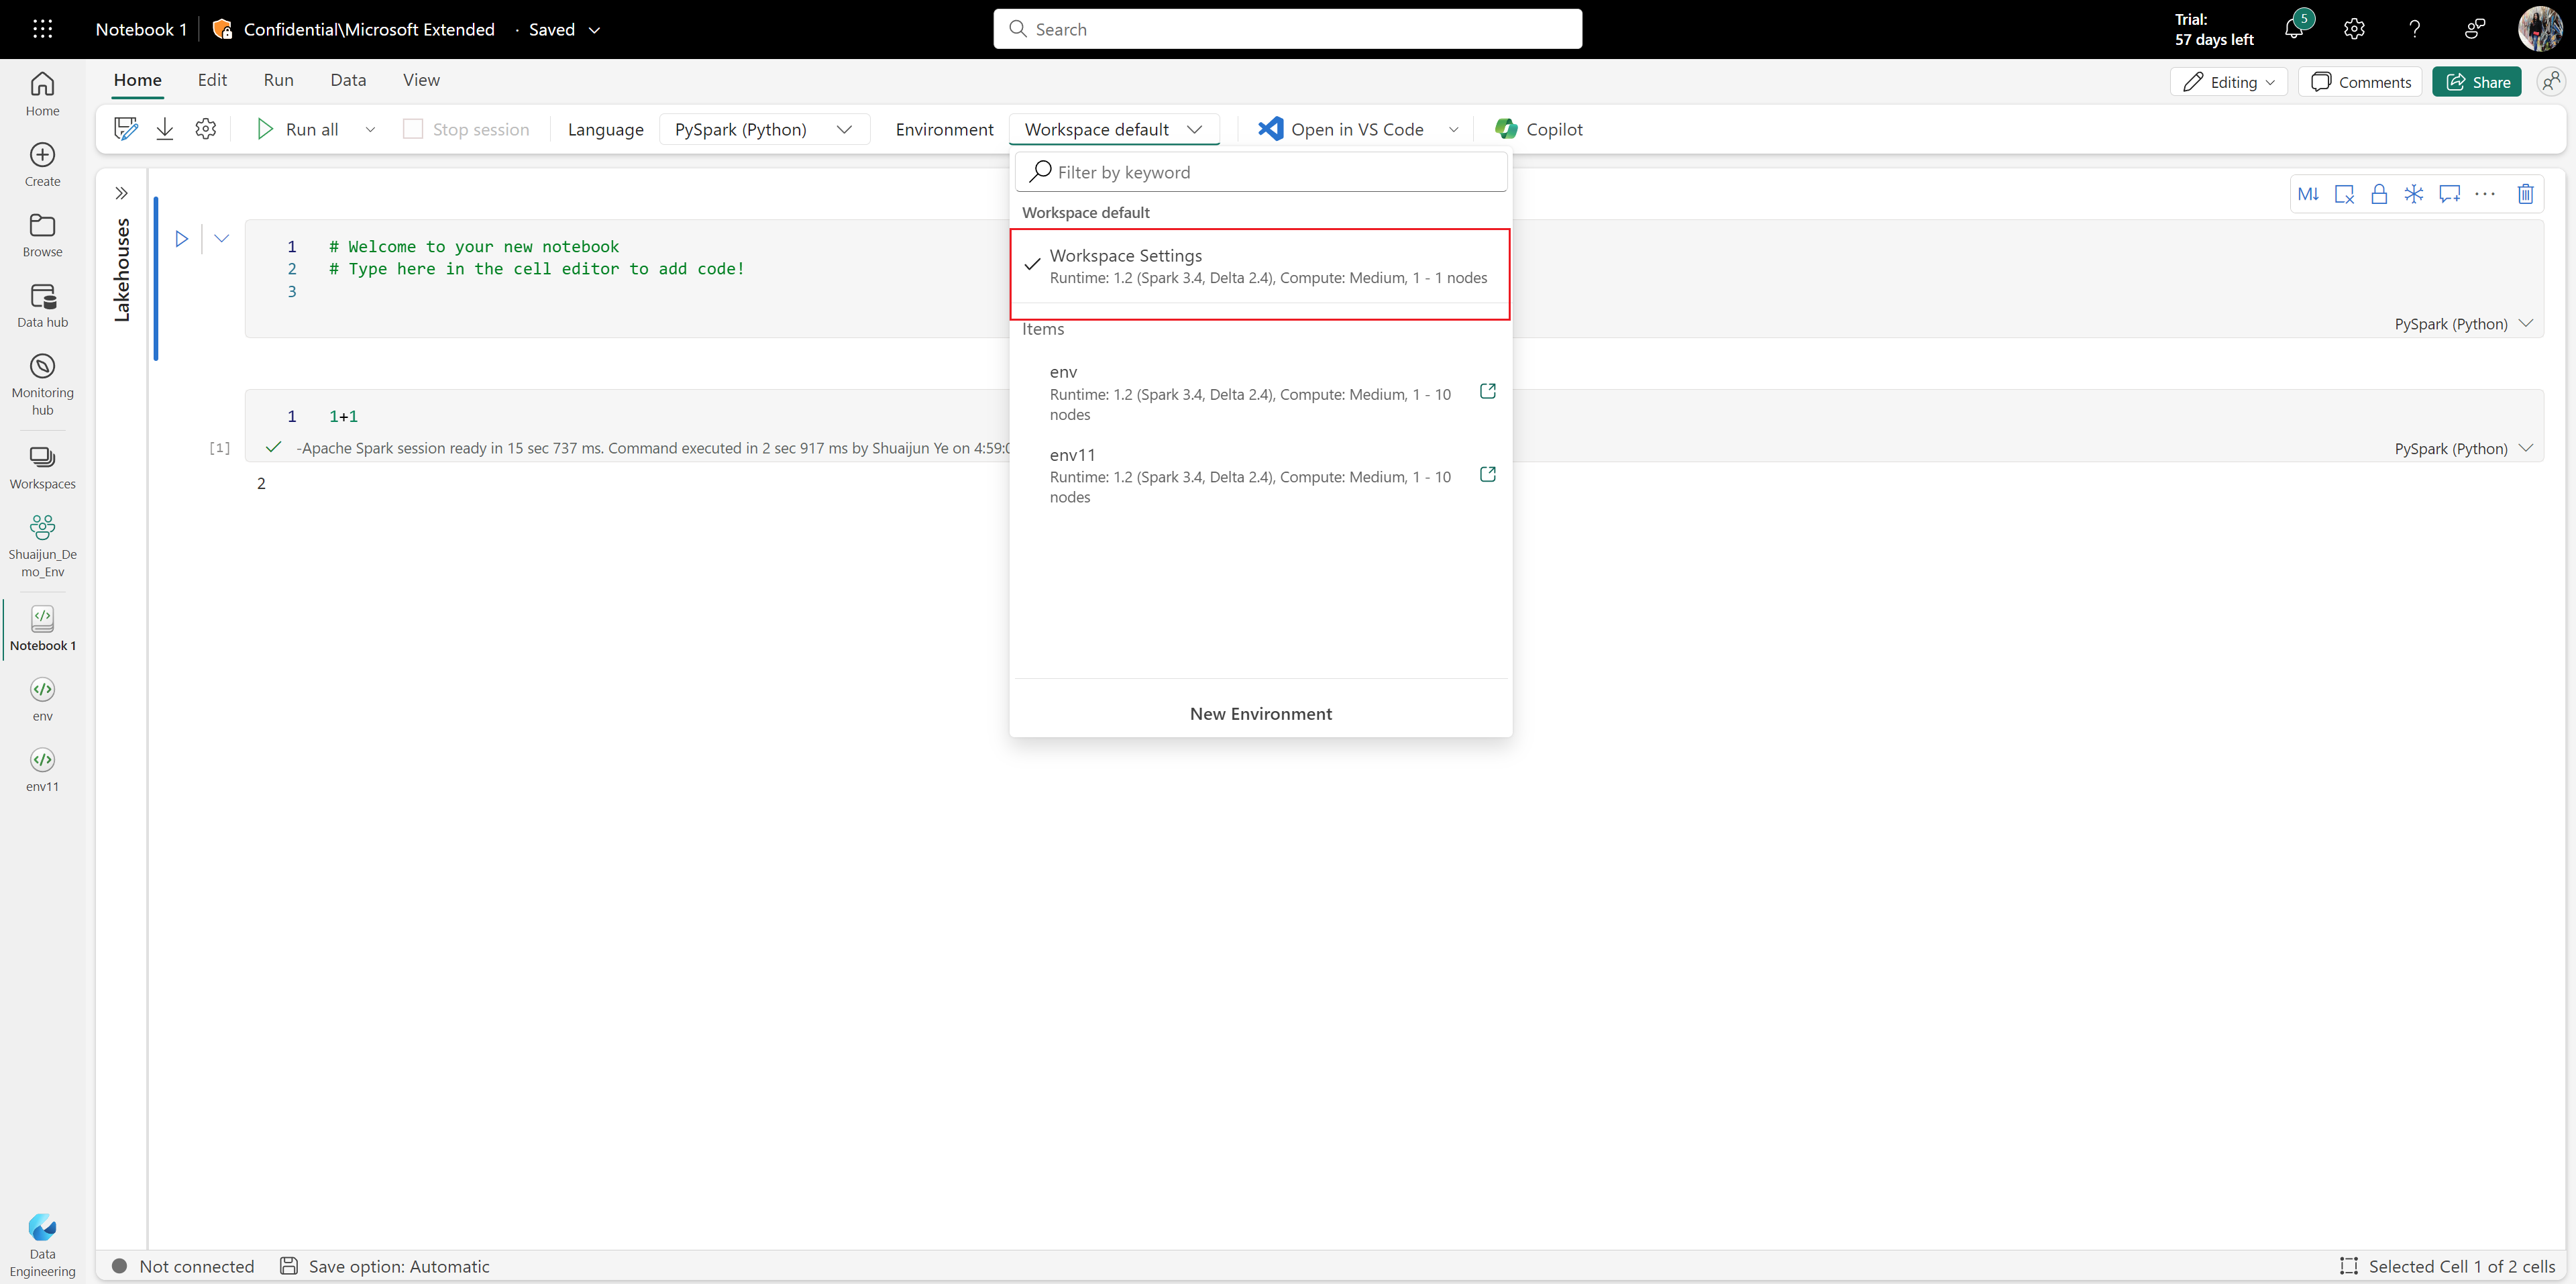 Notebook 1
Confidential\Microsoft Extended · Saved
Search
Trial:
57 days left
5
Home Edit Run Data View
Editing
Comments
Share
Run all
Stop session
Language
PySpark (Python)
Environment
Workspace default
Open in VS Code
Copilot
Home
Create
Browse
Data hub
Monitoring
hub
Workspaces
Shuaijun_De
mo_Env
Notebook 1
env
env11
Data
Engineering
Lakehouses
1 # Welcome to your new notebook
2 # Type here in the cell editor to add code!
3
M↓
PySpark (Python)
1 1+1
[1]
-Apache Spark session ready in 15 sec 737 ms. Command executed in 2 sec 917 ms by Shuaijun Ye on 4:59:0
PySpark (Python)
2
Filter by keyword
Workspace default
Workspace Settings
Runtime: 1.2 (Spark 3.4, Delta 2.4), Compute: Medium, 1 - 1 nodes
Items
env
Runtime: 1.2 (Spark 3.4, Delta 2.4), Compute: Medium, 1 - 10
nodes
env11
Runtime: 1.2 (Spark 3.4, Delta 2.4), Compute: Medium, 1 - 10
nodes
New Environment
Not connected
Save option: Automatic
Selected Cell 1 of 2 cells